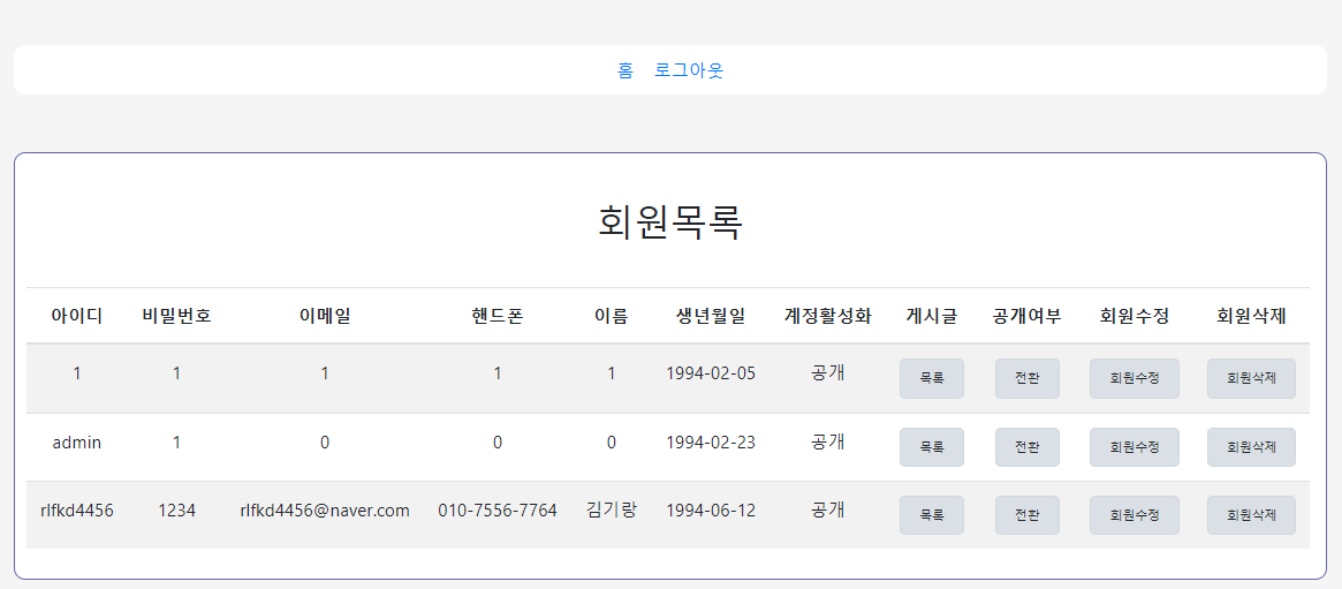 홈 로그아웃
회원목록
아이디 비밀번호 이메일 핸드폰 이름 생년월일 계정활성화 게시글 공개여부 회원수정 회원삭제
1 1 1 1 1 1994-02-05 공개 목록 전환 회원수정 회원삭제
admin 1 0 0 0 1994-02-23 공개 목록 전환 회원수정 회원삭제
rlfkd4456 1234 rlfkd4456@naver.com 010-7556-7764 김기랑 1994-06-12 공개 목록 전환 회원수정 회원삭제